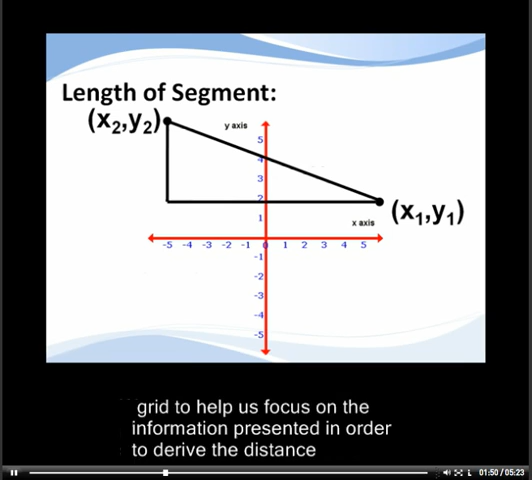 Length of Segment:
(x₂,y₂)
y axis
5
4
3
2
1
(x₁,y₁)
x axis
-5 -4 -3 -2 -1 0 1 2 3 4 5
-1
-2
-3
-4
-5
grid to help us focus on the
information presented in order
to derive the distance
L 01:50 / 05:23